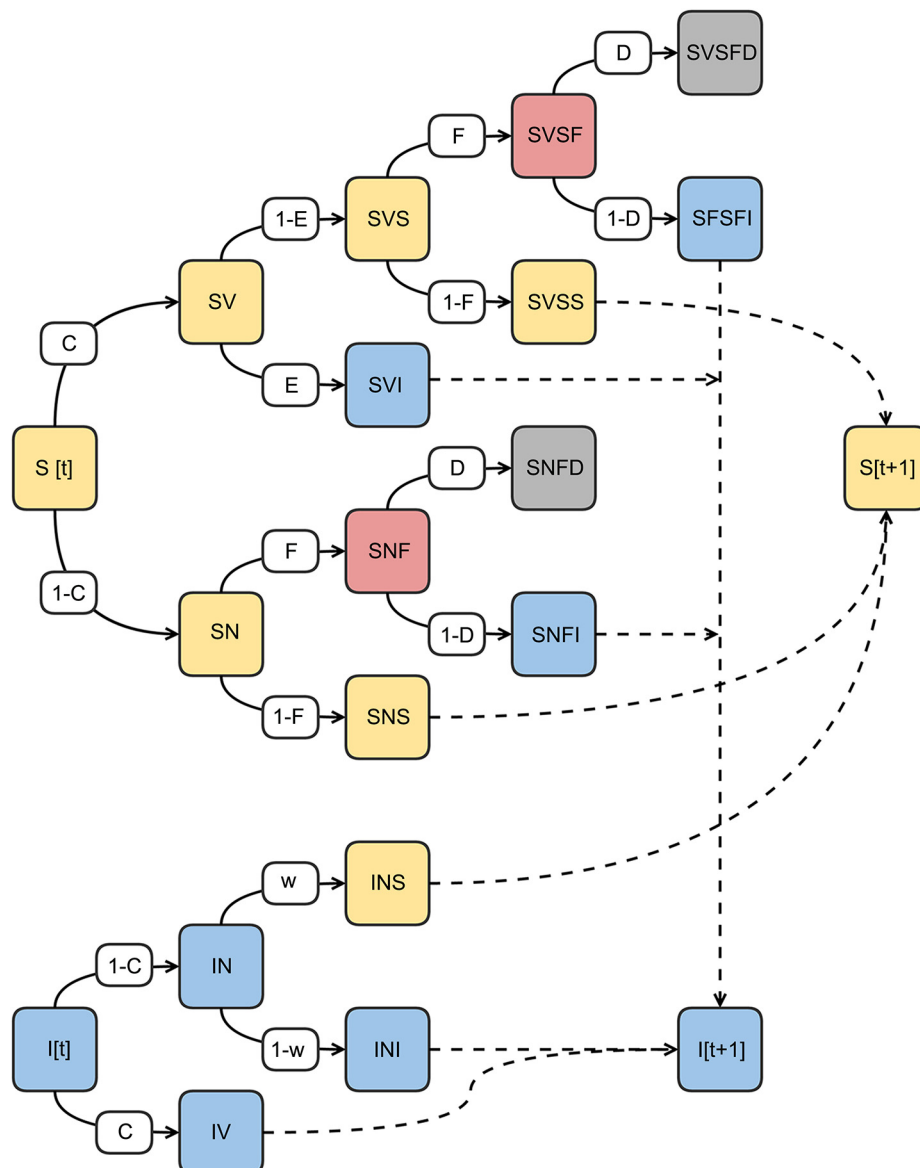 D
SVSFD
F
SVSF
1-E
SVS
1-D
SFSFI
SV
1-F
SVSS
C
E
SVI
S [t]
D
SNFD
S[t+1]
F
SNF
1-C
SN
1-D
SNFI
1-F
SNS
w
INS
1-C
IN
I[t]
1-w
INI
I[t+1]
C
IV